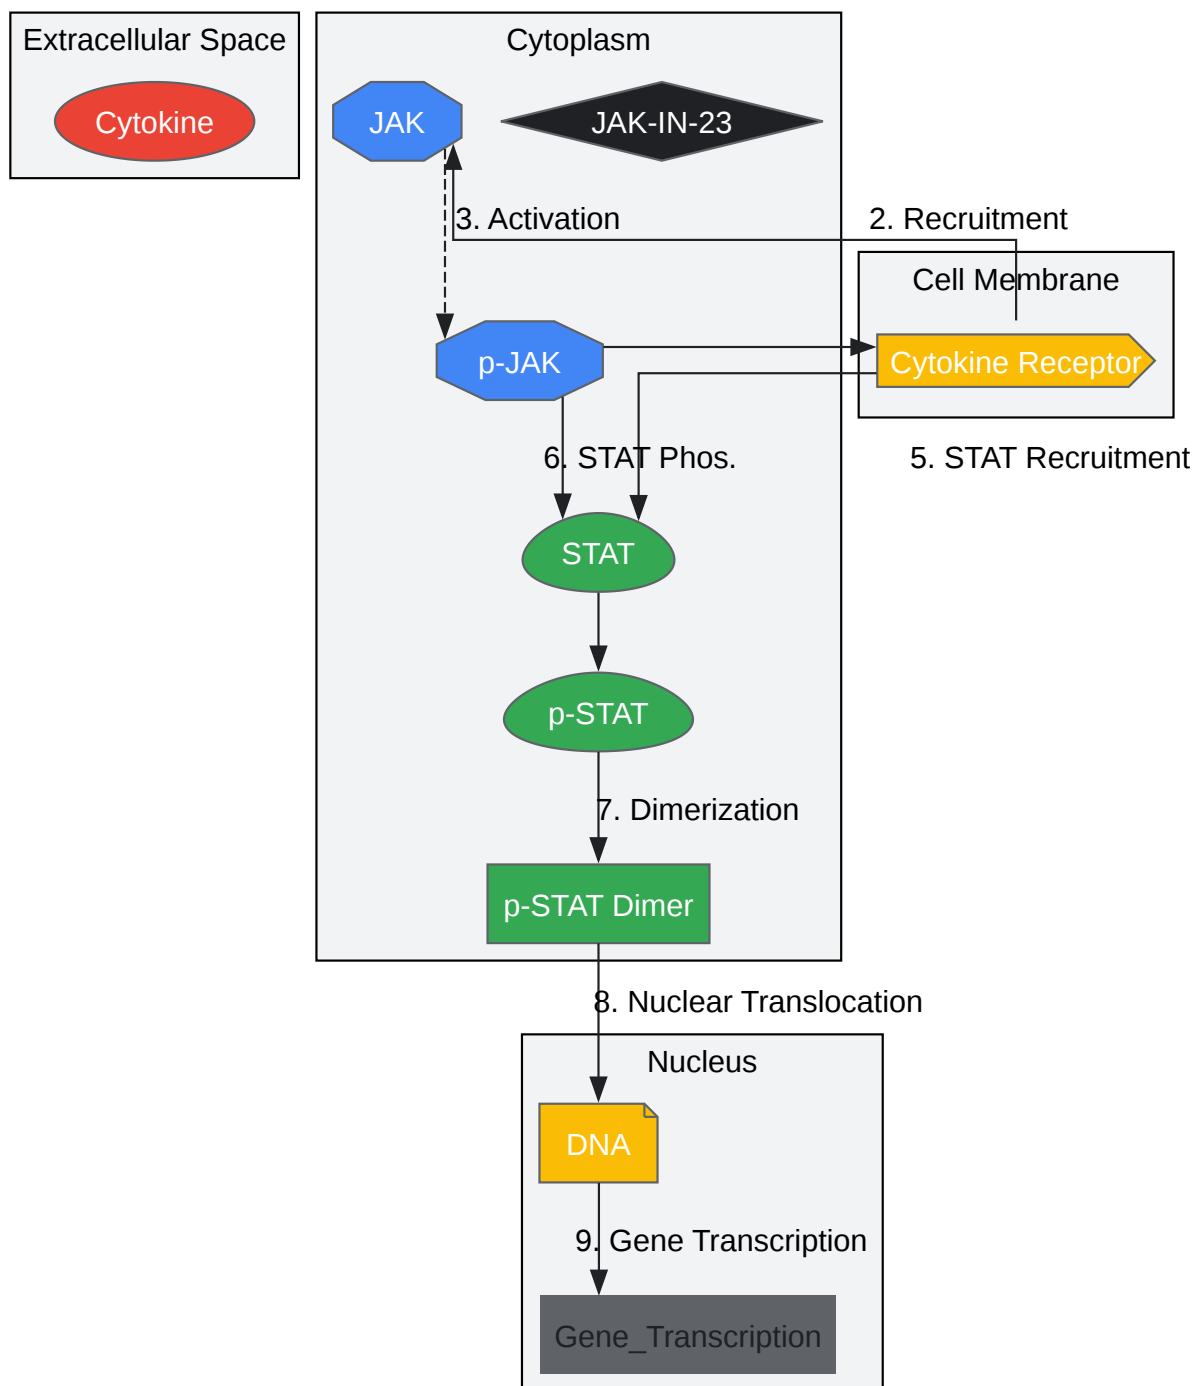 Extracellular Space
Cytoplasm
Cytokine
JAK
JAK-IN-23
3. Activation
2. Recruitment
Cell Membrane
p-JAK
Cytokine Receptor
6. STAT Phos.
5. STAT Recruitment
STAT
p-STAT
7. Dimerization
p-STAT Dimer
8. Nuclear Translocation
Nucleus
DNA
9. Gene Transcription
Gene_Transcription